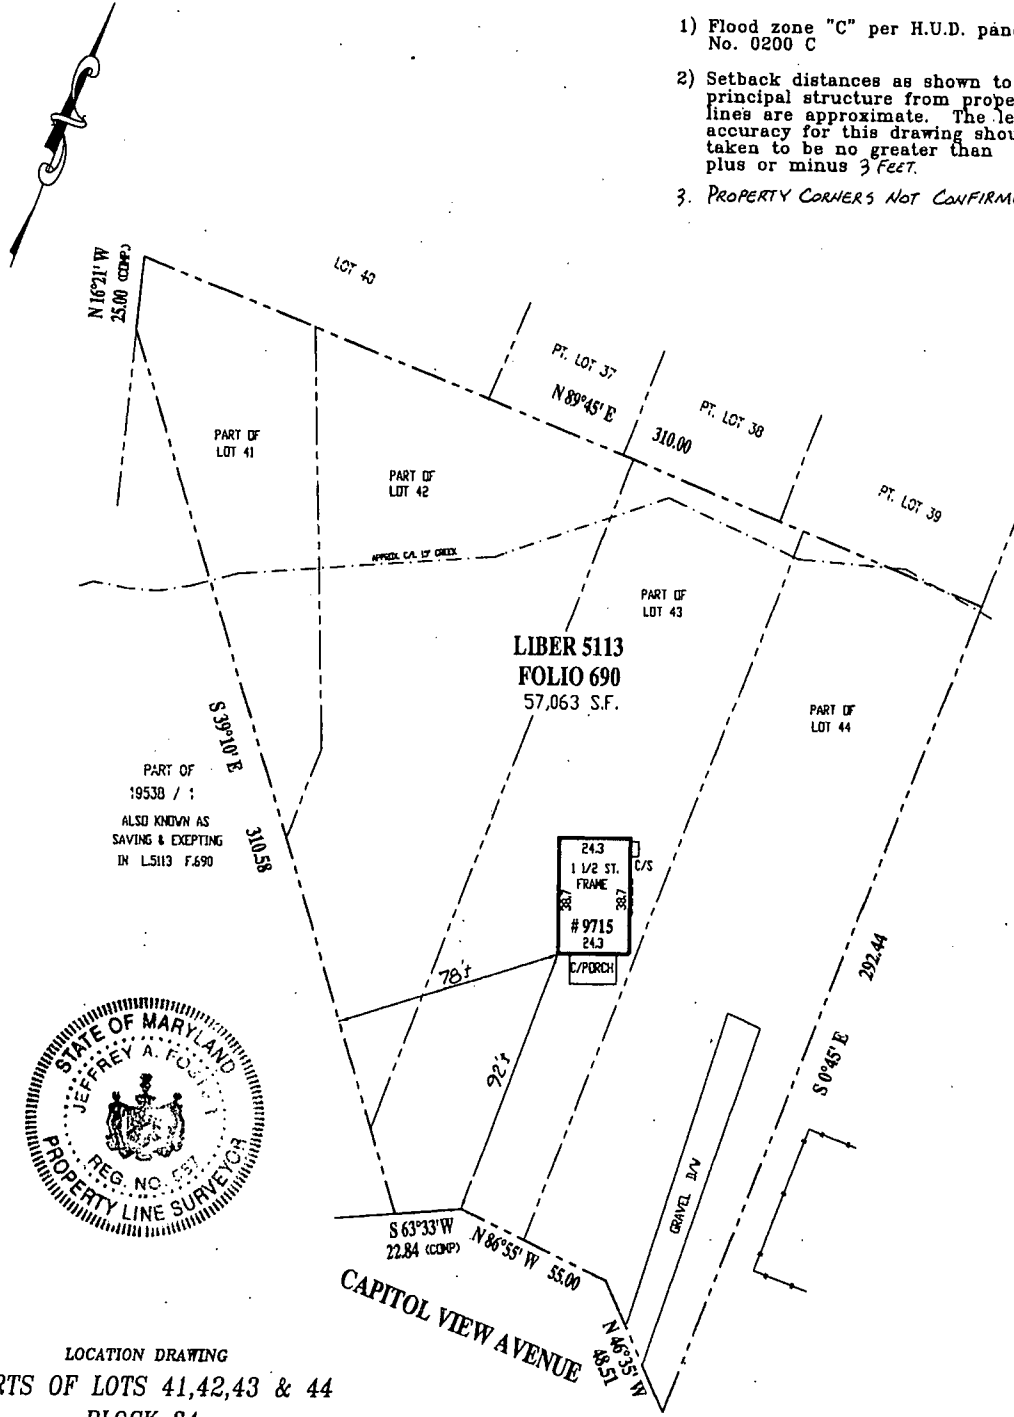 1) Flood zone "C" per H.U.D.
No. 0200 C
2) Setback distances as shown to
principal structure from
lines are approximate. The
accuracy for this drawing
taken to be no greater than
plus or minus 3 FEET.
3. PROPERTY CORNERS NOT
N 16°21' W
25.00 (COMP.)
LOT 40
PT. LOT 37
N 89°45' E
310.00
PT. LOT 38
PT. LOT 39
PART OF
LOT 41
PART OF
LOT 42
APPROX. C/L OF CREEK
PART OF
LOT 43
LIBER 5113
FOLIO 690
57,063 S.F.
PART OF
LOT 44
S 39°10' E
310.58
PART OF
19538 / 1
ALSO KNOWN AS
SAVING & EXEPTING
IN L.5113 F.690
24.3
1 1/2 ST.
FRAME
38.7
38.7
# 9715
24.3
C/S
C/PORCH
78'±
92'±
292.44
S 0°45' E
GRAVEL D/W
STATE OF MARYLAND
JEFFREY A.
REG. NO.
PROPERTY LINE SURVEYOR
S 63°33' W
22.84 (COMP)
N 86°55' W 55.00
N 46°35' W
48.51
CAPITOL VIEW AVENUE
LOCATION DRAWING
OF LOTS 41,42,43 & 44